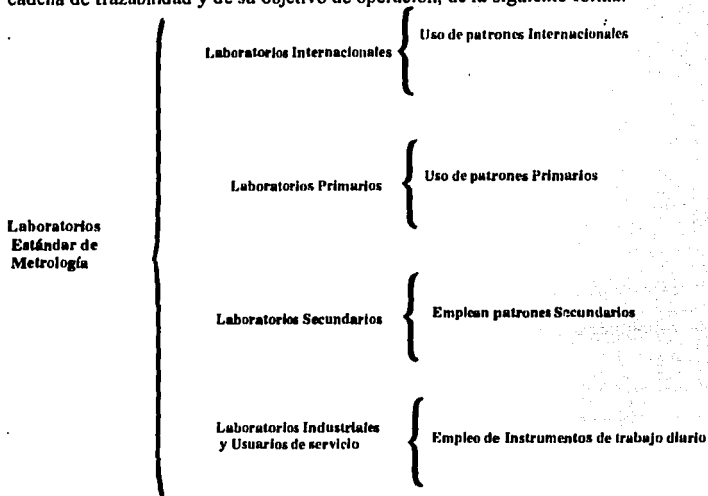 cadena de trazabilidad y de su objetivo de operación, de la siguiente forma:
Laboratorios Internacionales
Uso de patrones Internacionales
Laboratorios Primarios
Uso de patrones Primarios
Laboratorios
Estándar de
Metrología
Laboratorios Secundarios
Emplean patrones Secundarios
Laboratorios Industriales
y Usuarios de servicio
Empleo de Instrumentos de trabajo diario